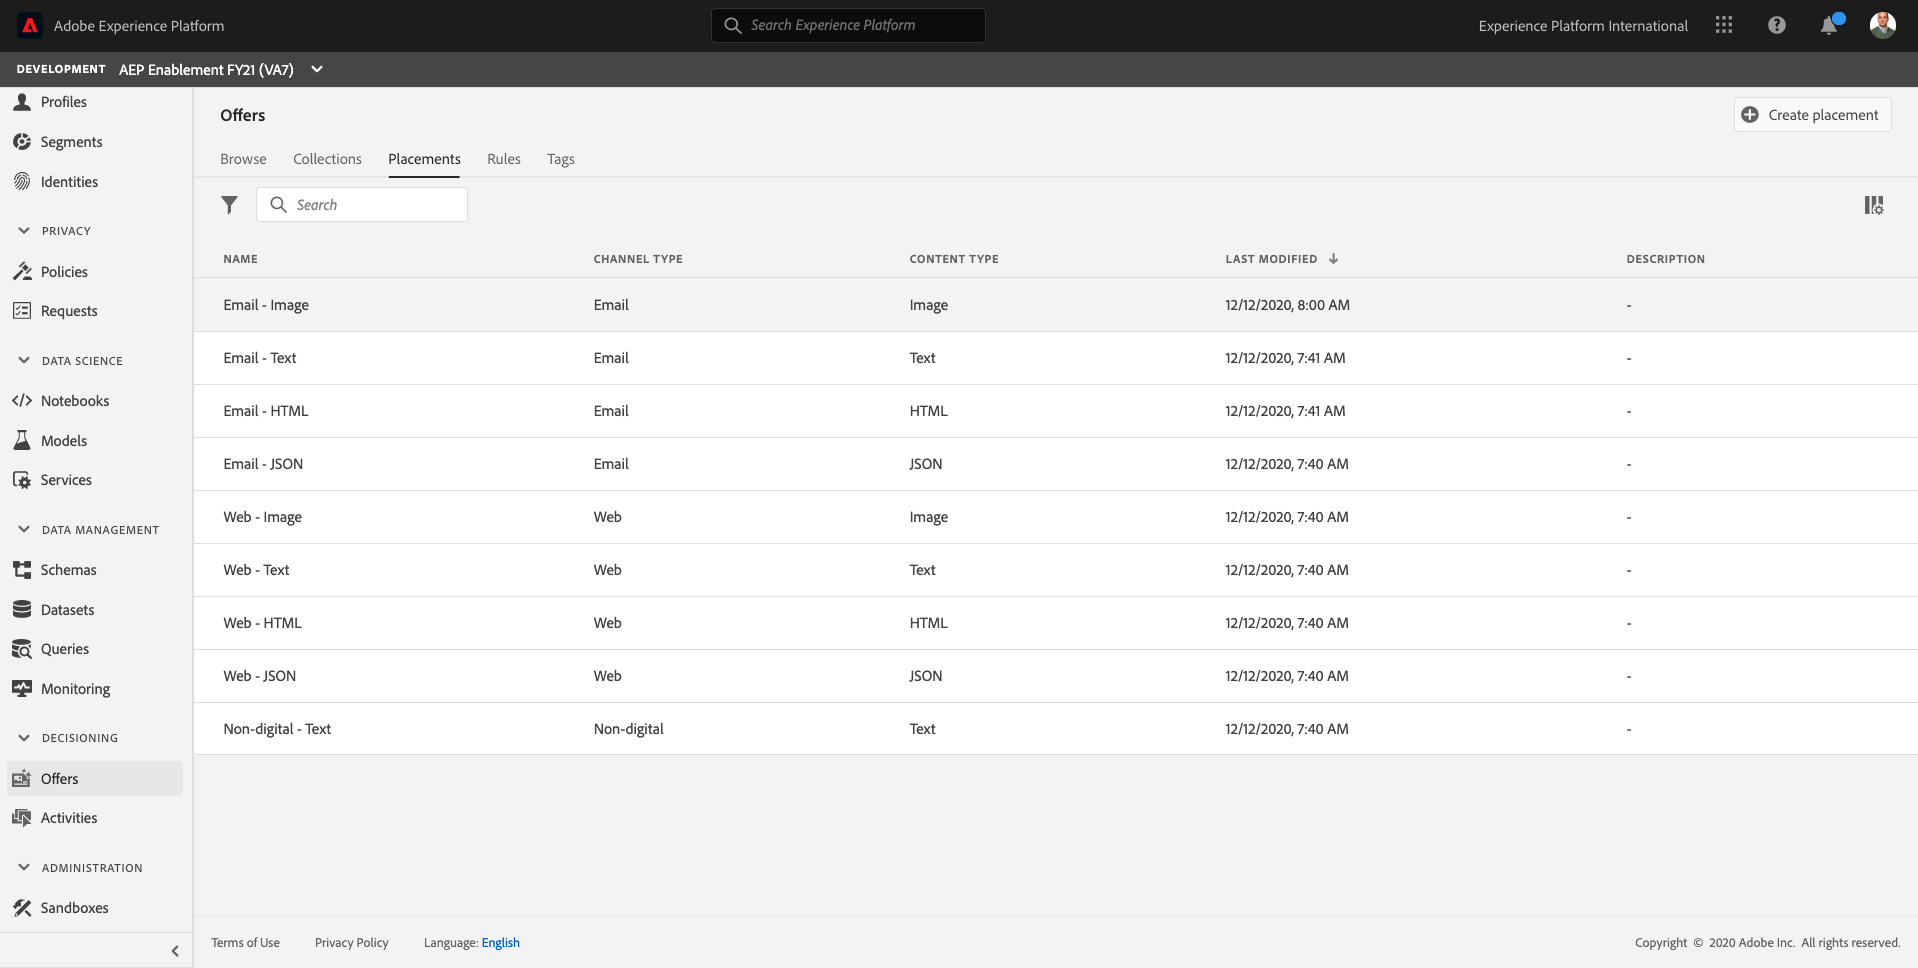 Adobe Experience Platform
Search Experience Platform
Experience Platform International
DEVELOPMENT AEP Enablement FY21 (VA7)
Profiles
Segments
Identities
PRIVACY
Policies
Requests
DATA SCIENCE
Notebooks
Models
Services
DATA MANAGEMENT
Schemas
Datasets
Queries
Monitoring
DECISIONING
Offers
Activities
ADMINISTRATION
Sandboxes
Offers
Create placement
Browse Collections Placements Rules Tags
Search
NAME CHANNEL TYPE CONTENT TYPE LAST MODIFIED DESCRIPTION
Email - Image Email Image 12/12/2020, 8:00 AM -
Email - Text Email Text 12/12/2020, 7:41 AM -
Email - HTML Email HTML 12/12/2020, 7:41 AM -
Email - JSON Email JSON 12/12/2020, 7:40 AM -
Web - Image Web Image 12/12/2020, 7:40 AM -
Web - Text Web Text 12/12/2020, 7:40 AM -
Web - HTML Web HTML 12/12/2020, 7:40 AM -
Web - JSON Web JSON 12/12/2020, 7:40 AM -
Non-digital - Text Non-digital Text 12/12/2020, 7:40 AM -
Terms of Use Privacy Policy Language: English
Copyright © 2020 Adobe Inc. All rights reserved.